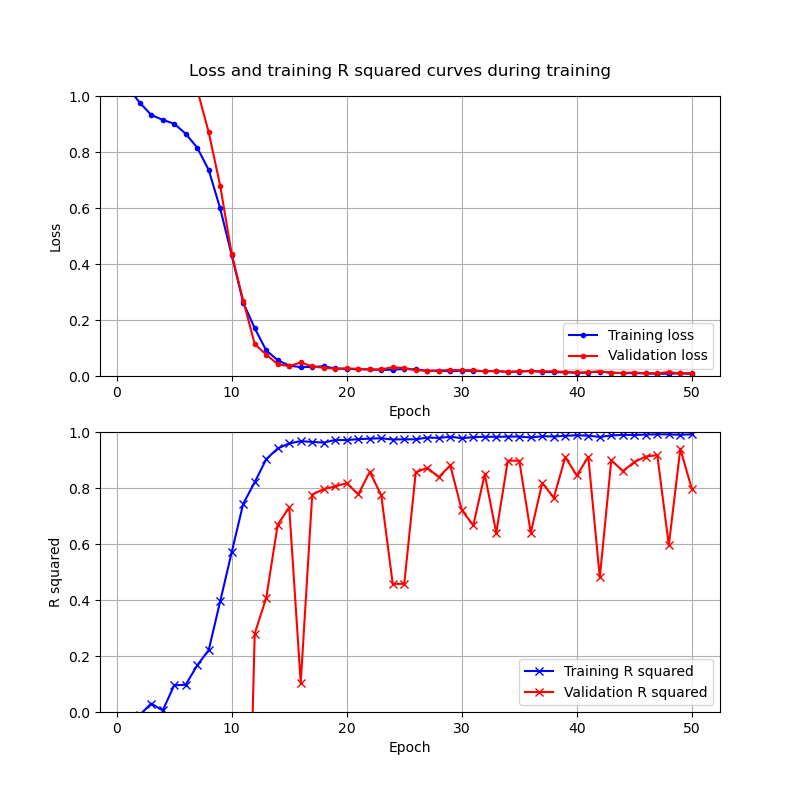 Loss and training R squared curves during training
1.0
0.8
0.6
0.4
0.2
0.0
Loss
Training loss
Validation loss
0 10 20 30 40 50
Epoch
1.0
0.8
0.6
0.4
0.2
0.0
R squared
Training R squared
Validation R squared
0 10 20 30 40 50
Epoch